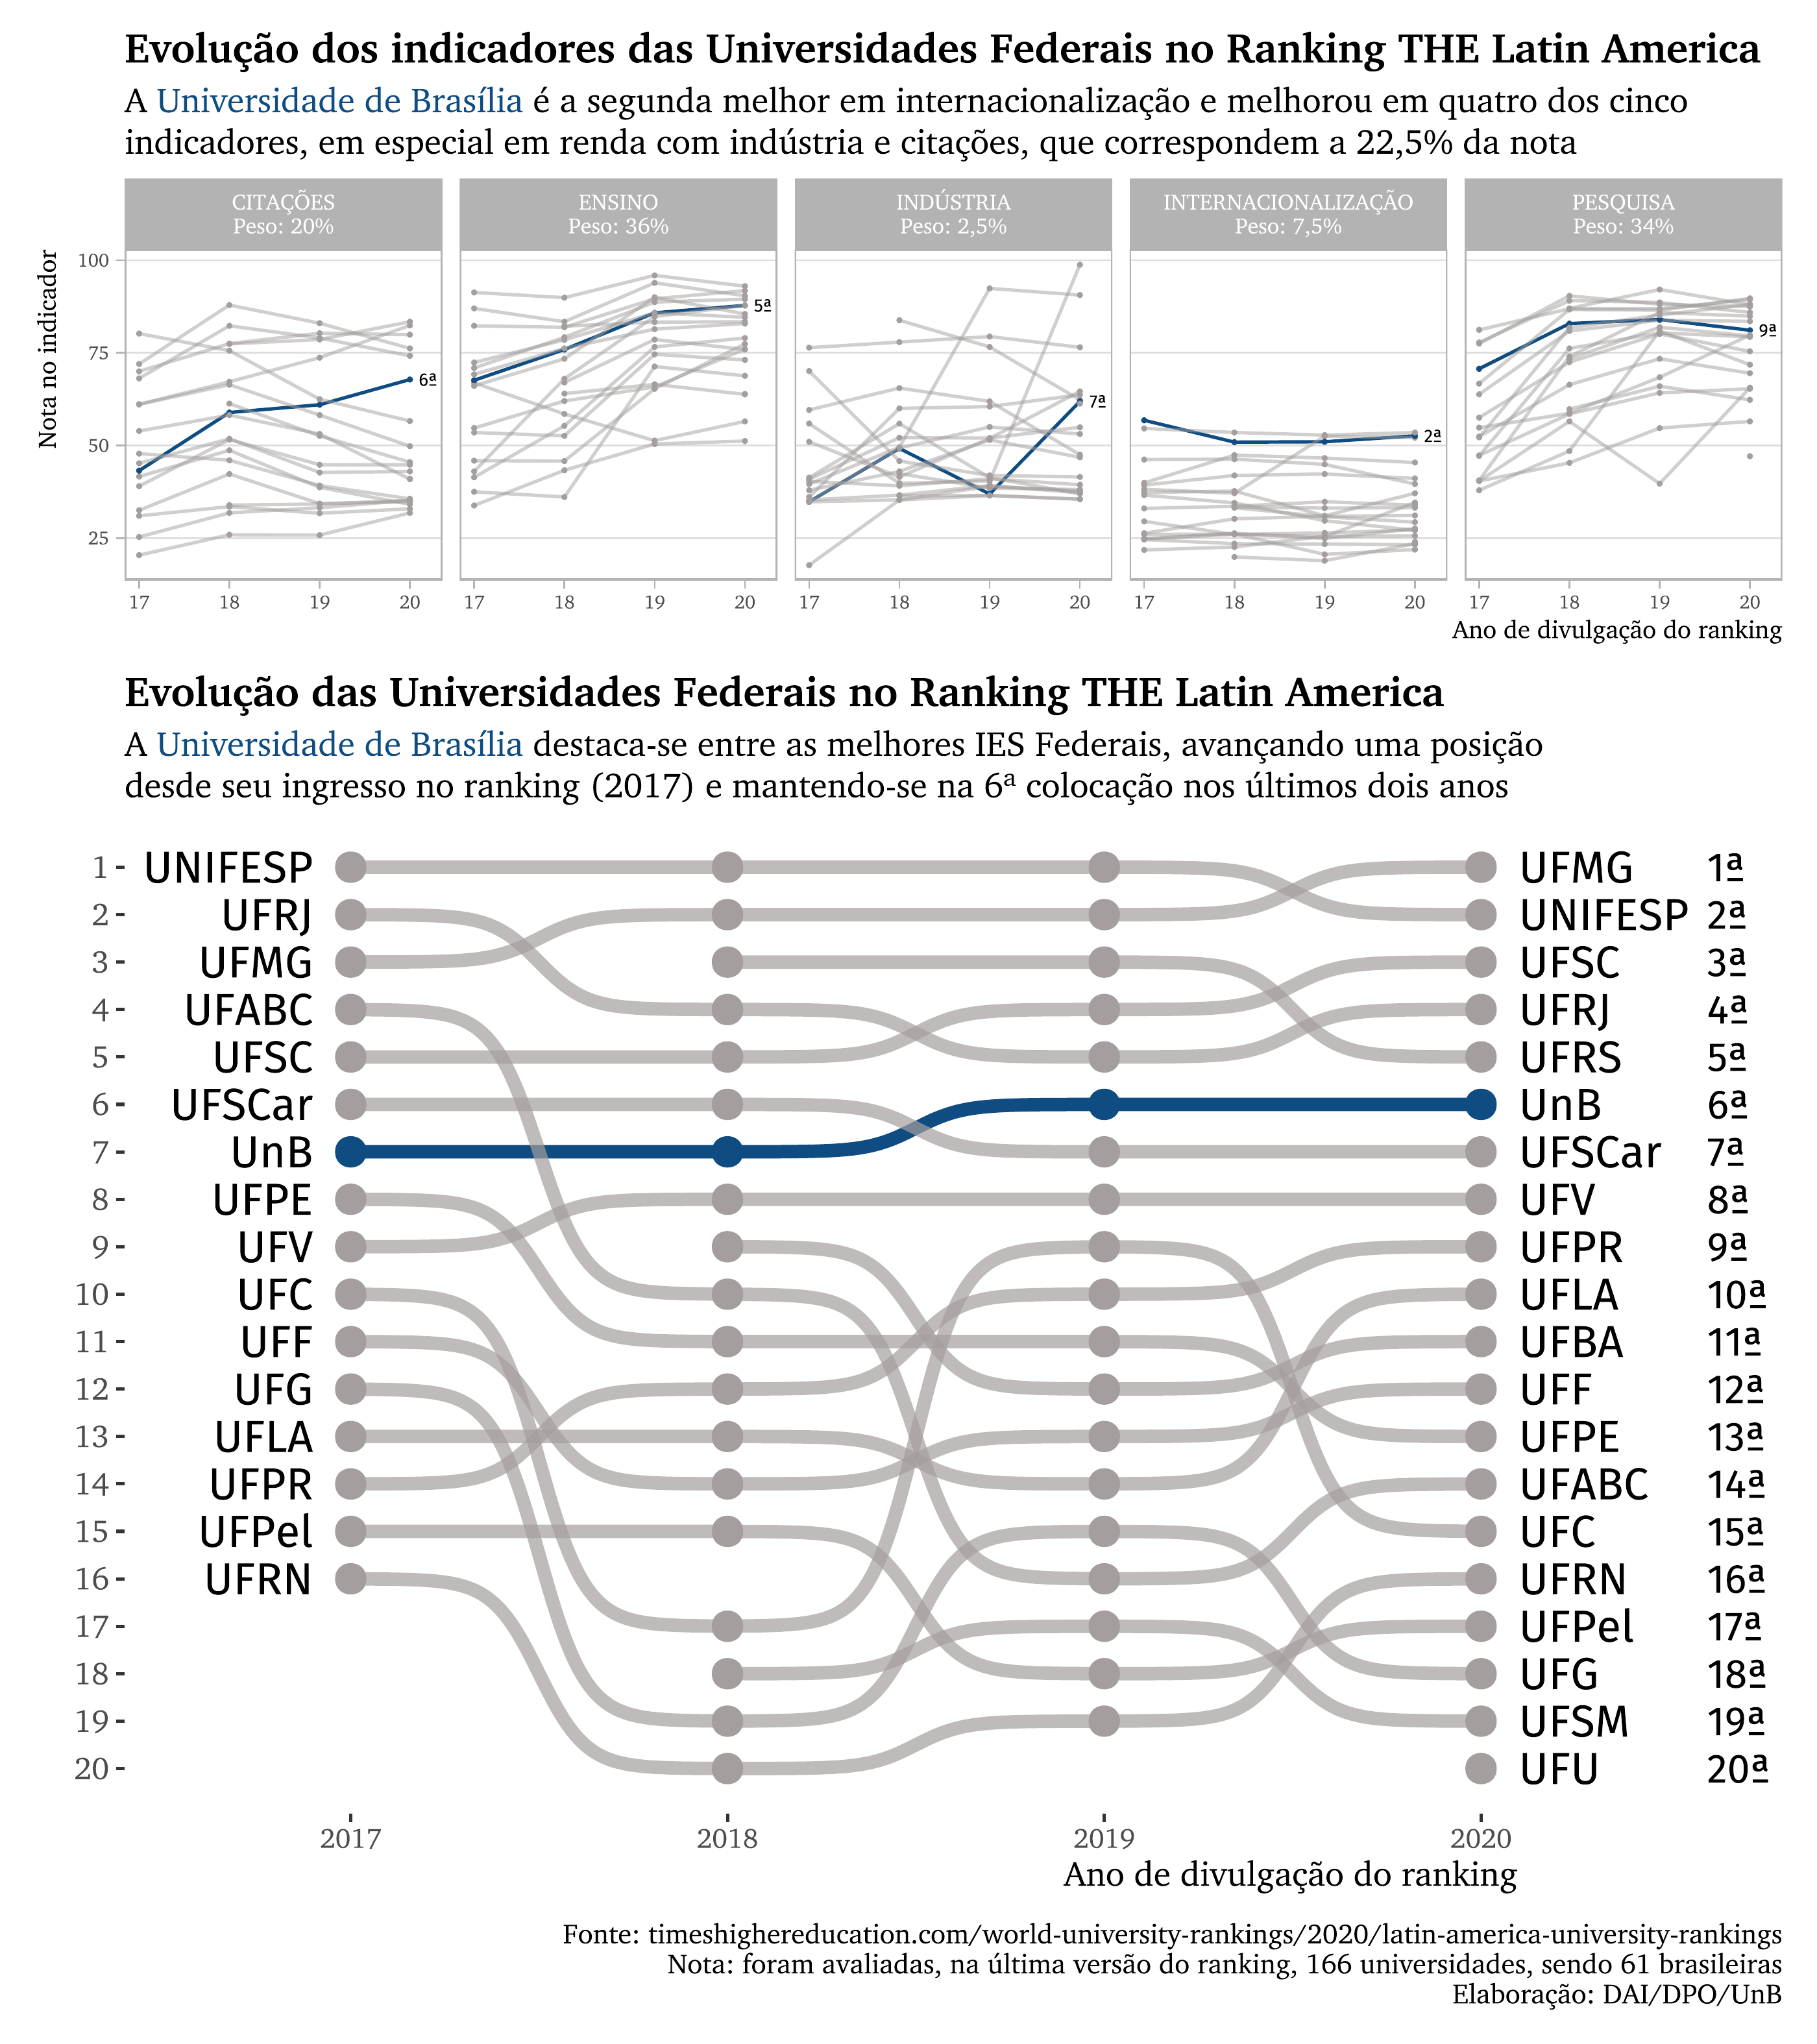 Evolução dos indicadores das Universidades Federais no Ranking THE Latin America
A Universidade de Brasília é a segunda melhor em internacionalização e melhorou em quatro dos cinco
indicadores, em especial em renda com indústria e citações, que correspondem a 22,5% da nota
CITAÇÕES
Peso: 20%
ENSINO
Peso: 36%
INDÚSTRIA
Peso: 2,5%
INTERNACIONALIZAÇÃO
Peso: 7,5%
PESQUISA
Peso: 34%
Nota no indicador
100
75
50
25
6ª
5ª
7ª
2ª
9ª
17 18 19 20
17 18 19 20
17 18 19 20
17 18 19 20
17 18 19 20
Ano de divulgação do ranking
Evolução das Universidades Federais no Ranking THE Latin America
A Universidade de Brasília destaca-se entre as melhores IES Federais, avançando uma posição
desde seu ingresso no ranking (2017) e mantendo-se na 6ª colocação nos últimos dois anos
1 UNIFESP UFMG 1ª
2 UFRJ UNIFESP 2ª
3 UFMG UFSC 3ª
4 UFABC UFRJ 4ª
5 UFSC UFRS 5ª
6 UFSCar UnB 6ª
7 UnB UFSCar 7ª
8 UFPE UFV 8ª
9 UFV UFPR 9ª
10 UFC UFLA 10ª
11 UFF UFBA 11ª
12 UFG UFF 12ª
13 UFLA UFPE 13ª
14 UFPR UFABC 14ª
15 UFPel UFC 15ª
16 UFRN UFRN 16ª
17 UFPel 17ª
18 UFG 18ª
19 UFSM 19ª
20 UFU 20ª
2017 2018 2019 2020
Ano de divulgação do ranking
Fonte: timeshighereducation.com/world-university-rankings/2020/latin-america-university-rankings
Nota: foram avaliadas, na última versão do ranking, 166 universidades, sendo 61 brasileiras
Elaboração: DAI/DPO/UnB